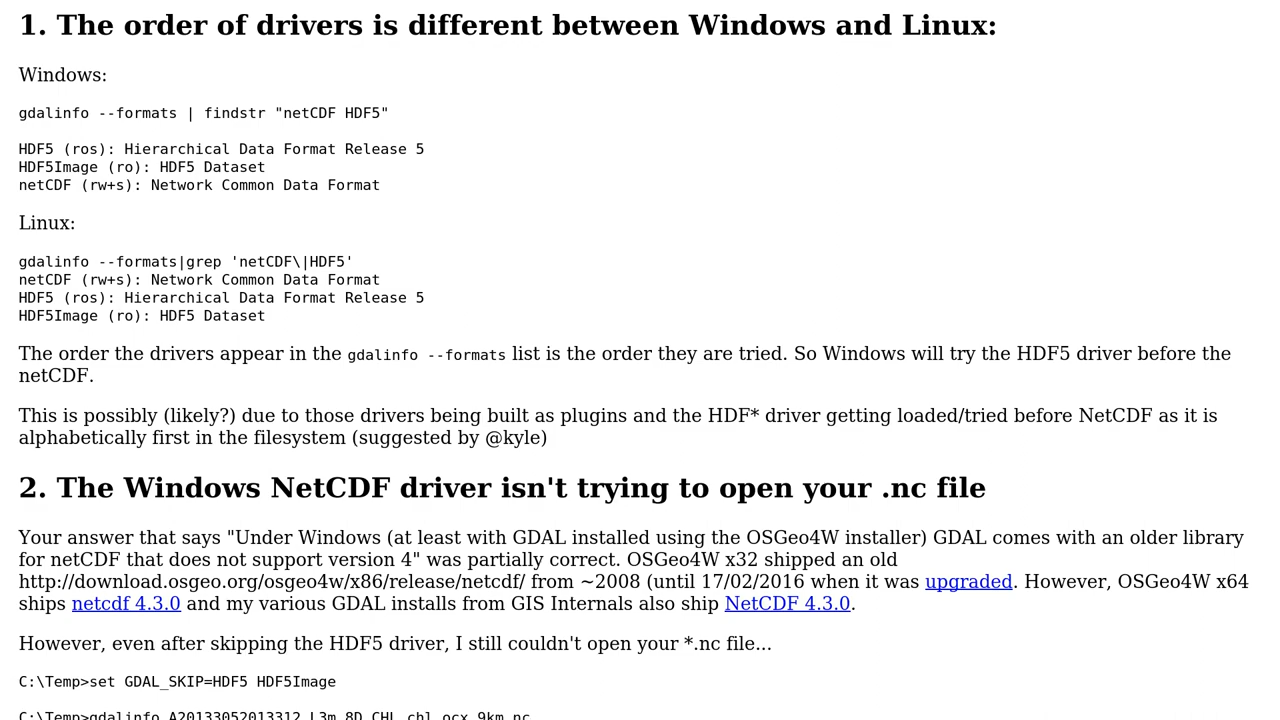 1. The order of drivers is different between Windows and Linux:
Windows:
gdalinfo --formats | findstr "netCDF HDF5"
HDF5 (ros): Hierarchical Data Format Release 5
HDF5Image (ro): HDF5 Dataset
netCDF (rw+s): Network Common Data Format
Linux:
gdalinfo --formats|grep 'netCDF\|HDF5'
netCDF (rw+s): Network Common Data Format
HDF5 (ros): Hierarchical Data Format Release 5
HDF5Image (ro): HDF5 Dataset
The order the drivers appear in the gdalinfo --formats list is the order they are tried. So Windows will try the HDF5 driver before the
netCDF.
This is possibly (likely?) due to those drivers being built as plugins and the HDF* driver getting loaded/tried before NetCDF as it is
alphabetically first in the filesystem (suggested by @kyle)
2. The Windows NetCDF driver isn't trying to open your .nc file
Your answer that says "Under Windows (at least with GDAL installed using the OSGeo4W installer) GDAL comes with an older library
for netCDF that does not support version 4" was partially correct. OSGeo4W x32 shipped an old
http://download.osgeo.org/osgeo4w/x86/release/netcdf/ from ~2008 (until 17/02/2016 when it was upgraded. However, OSGeo4W x64
ships netcdf 4.3.0 and my various GDAL installs from GIS Internals also ship NetCDF 4.3.0.
However, even after skipping the HDF5 driver, I still couldn't open your *.nc file...
C:\Temp>set GDAL_SKIP=HDF5 HDF5Image
C:\Temp>gdalinfo A20133052013312.L3m_8D_CHL_chl_ocx_9km.nc